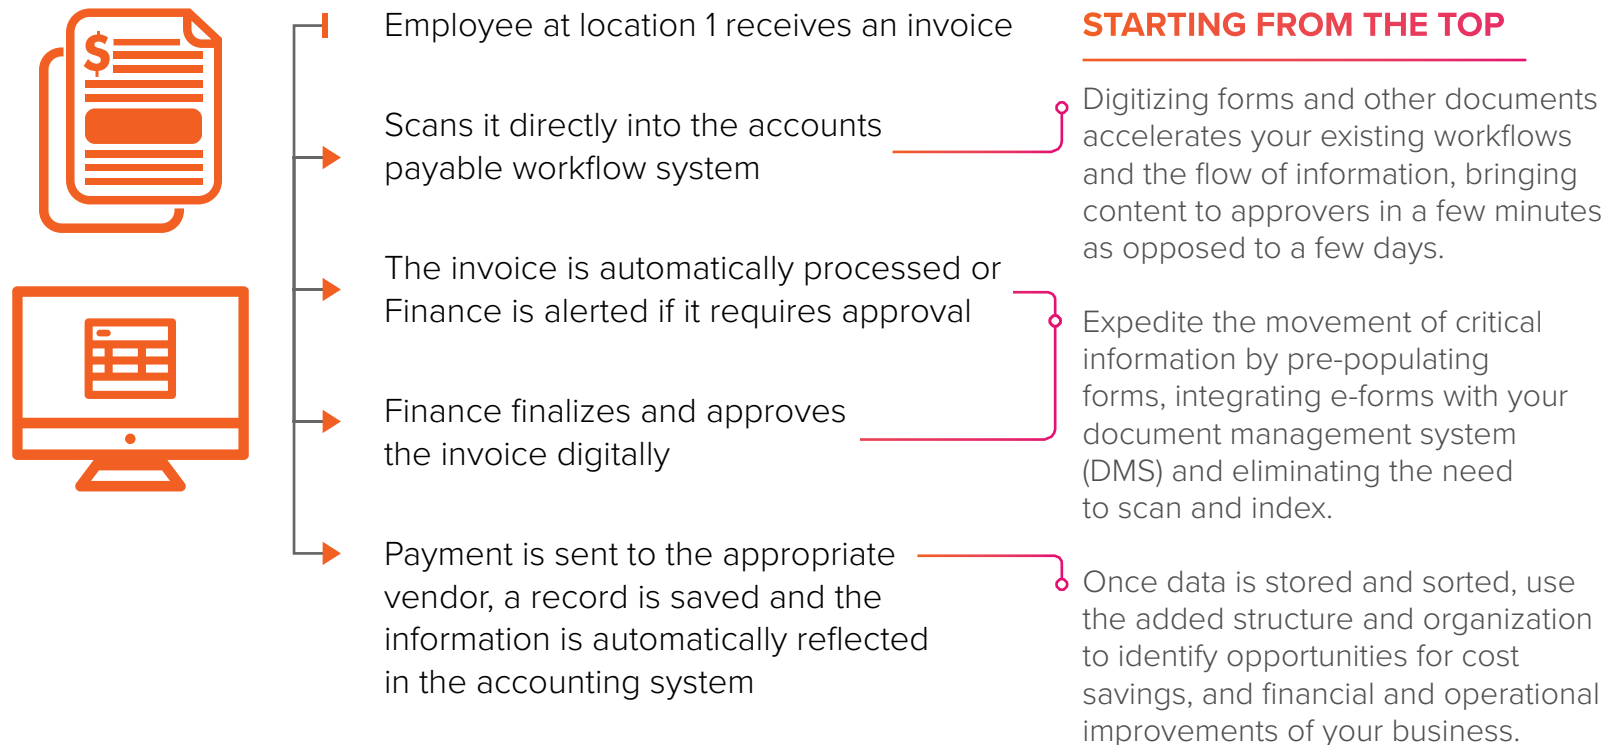 $
Employee at location 1 receives an invoice
Scans it directly into the accounts
payable workflow system
The invoice is automatically processed or
Finance is alerted if it requires approval
Finance finalizes and approves
the invoice digitally
Payment is sent to the appropriate
vendor, a record is saved and the
information is automatically reflected
in the accounting system
STARTING FROM THE TOP
Digitizing forms and other documents
accelerates your existing workflows
and the flow of information, bringing
content to approvers in a few minutes
as opposed to a few days.
Expedite the movement of critical
information by pre-populating
forms, integrating e-forms with your
document management system
(DMS) and eliminating the need
to scan and index.
Once data is stored and sorted, use
the added structure and organization
to identify opportunities for cost
savings, and financial and operational
improvements of your business.